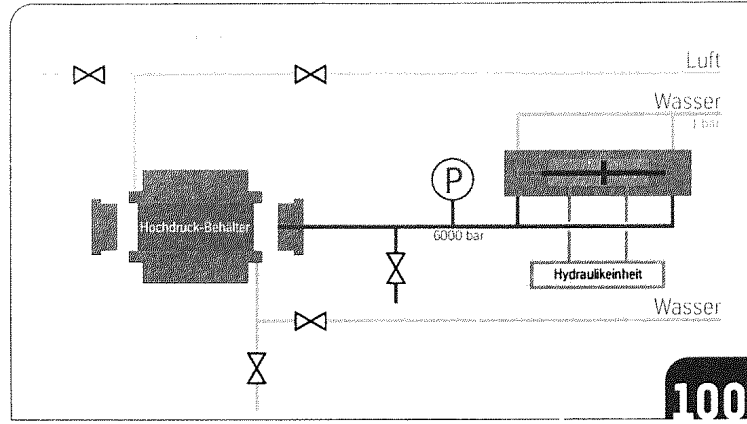 Luft
Wasser
1 bar
P
Hochdruck-Behälter
6000 bar
Hydraulikeinheit
Wasser
100